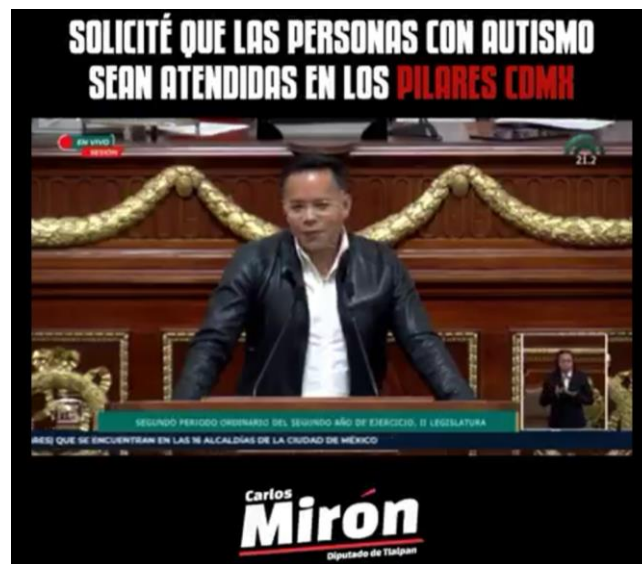 SOLICITÉ QUE LAS PERSONAS CON AUTISMO
SEAN ATENDIDAS EN LOS PILARES CDMX
EN VIVO
SESIÓN
21.2
SEGUNDO PERIODO ORDINARIO DEL SEGUNDO AÑO DE EJERCICIO, II LEGISLATURA
ARES) QUE SE ENCUENTRAN EN LAS 16 ALCALDÍAS DE LA CIUDAD DE MÉXICO
Carlos
Mirón
Diputado de Tlalpan